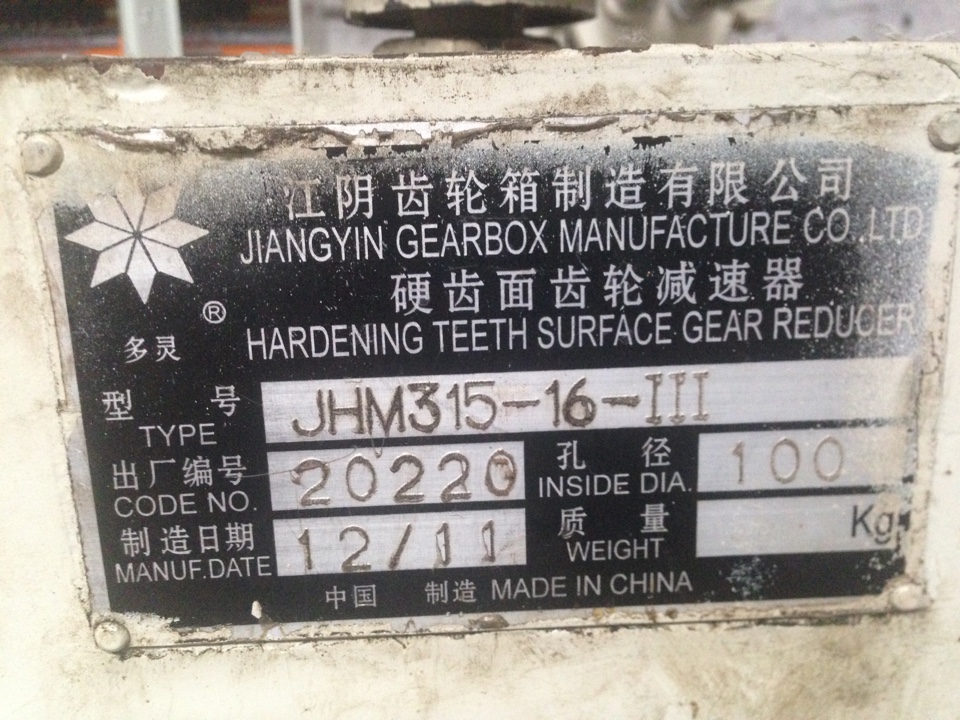 江阴齿轮箱制造有限公司
JIANGYIN GEARBOX MANUFACTURE CO.,LTD
硬齿面齿轮减速器
HARDENING TEETH SURFACE GEAR REDUCER
®
多灵
型号 JHM315-16-III
TYPE
出厂编号 20220 孔径 100
CODE NO. INSIDE DIA.
制造日期 12/11 质量 Kg
MANUF.DATE WEIGHT
中国 制造 MADE IN CHINA